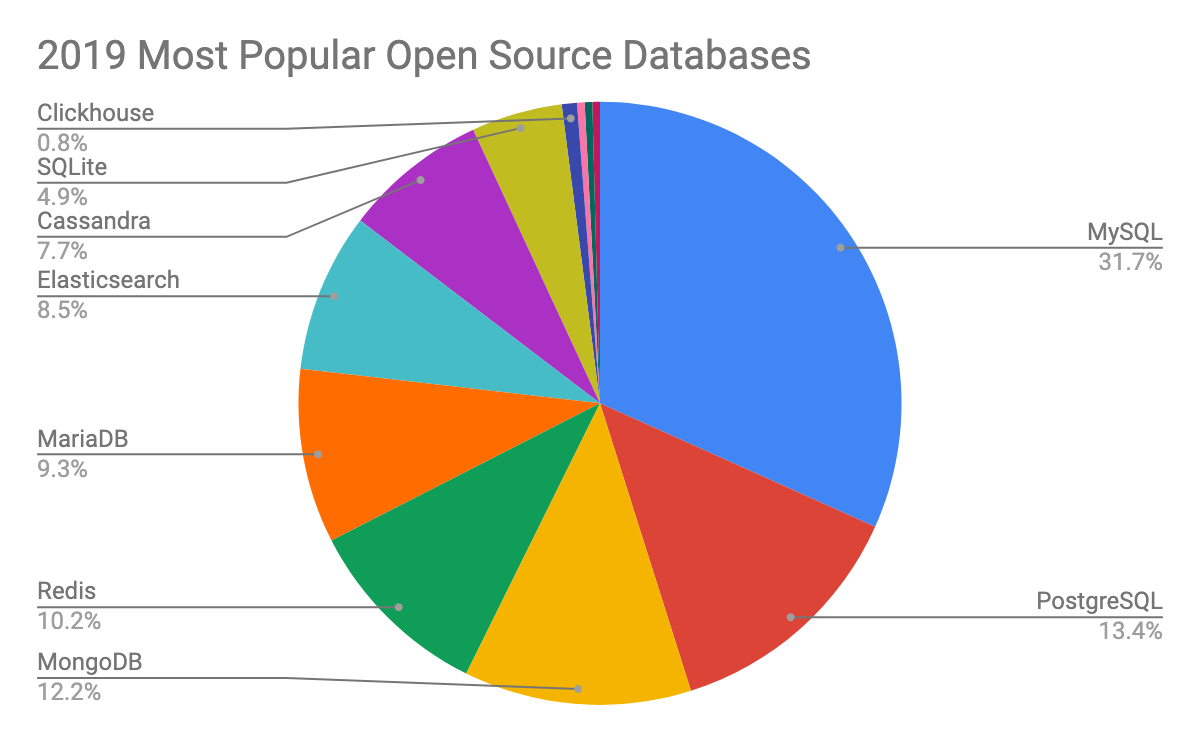 2019 Most Popular Open Source Databases
Clickhouse
0.8%
SQLite
4.9%
Cassandra
7.7%
Elasticsearch
8.5%
MariaDB
9.3%
Redis
10.2%
MongoDB
12.2%
MySQL
31.7%
PostgreSQL
13.4%